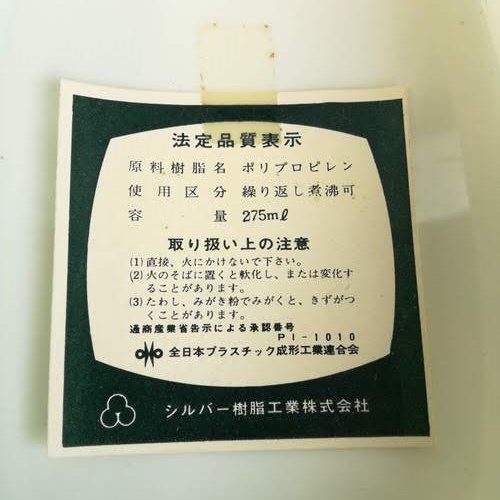 法定品質表示
原料樹脂名 ポリプロピレン
使用区分 繰り返し煮沸可
容量 275mℓ
取り扱い上の注意
(1)直接、火にかけないで下さい。
(2)火のそばに置くと軟化し、または変化す
ることがあります。
(3)たわし、みがき粉でみがくと、きずがつ
くことがあります。
通商産業省告示による承認番号
PI-1010
全日本プラスチック成形工業連合会
シルバー樹脂工業株式会社